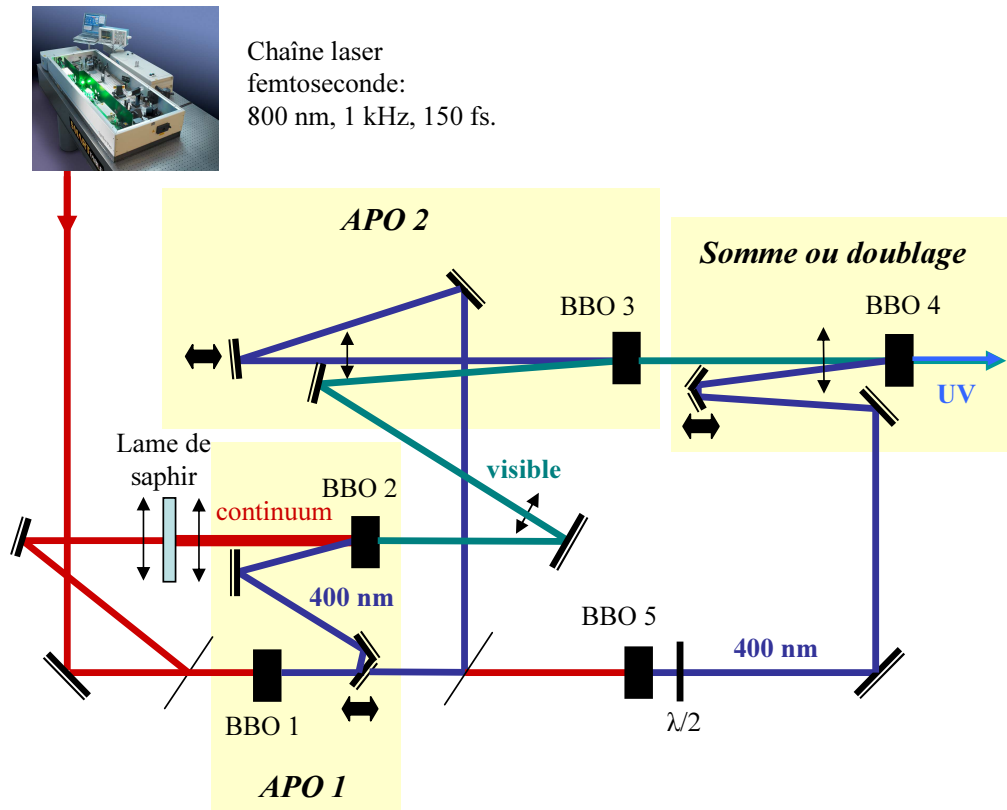 Chaîne laser
femtoseconde:
800 nm, 1 kHz, 150 fs.
APO 2
Somme ou doublage
BBO 3
BBO 4
UV
Lame de
saphir
visible
BBO 2
continuum
400 nm
BBO 5
400 nm
BBO 1
λ/2
APO 1